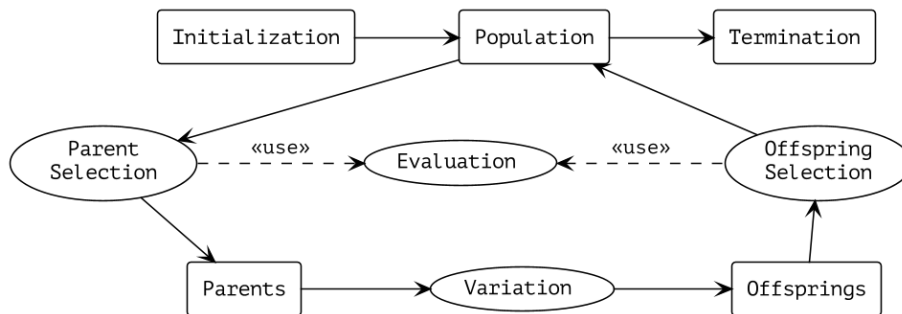 Initialization
Population
Termination
Parent
Selection
«use»
Evaluation
«use»
Offspring
Selection
Parents
Variation
Offsprings